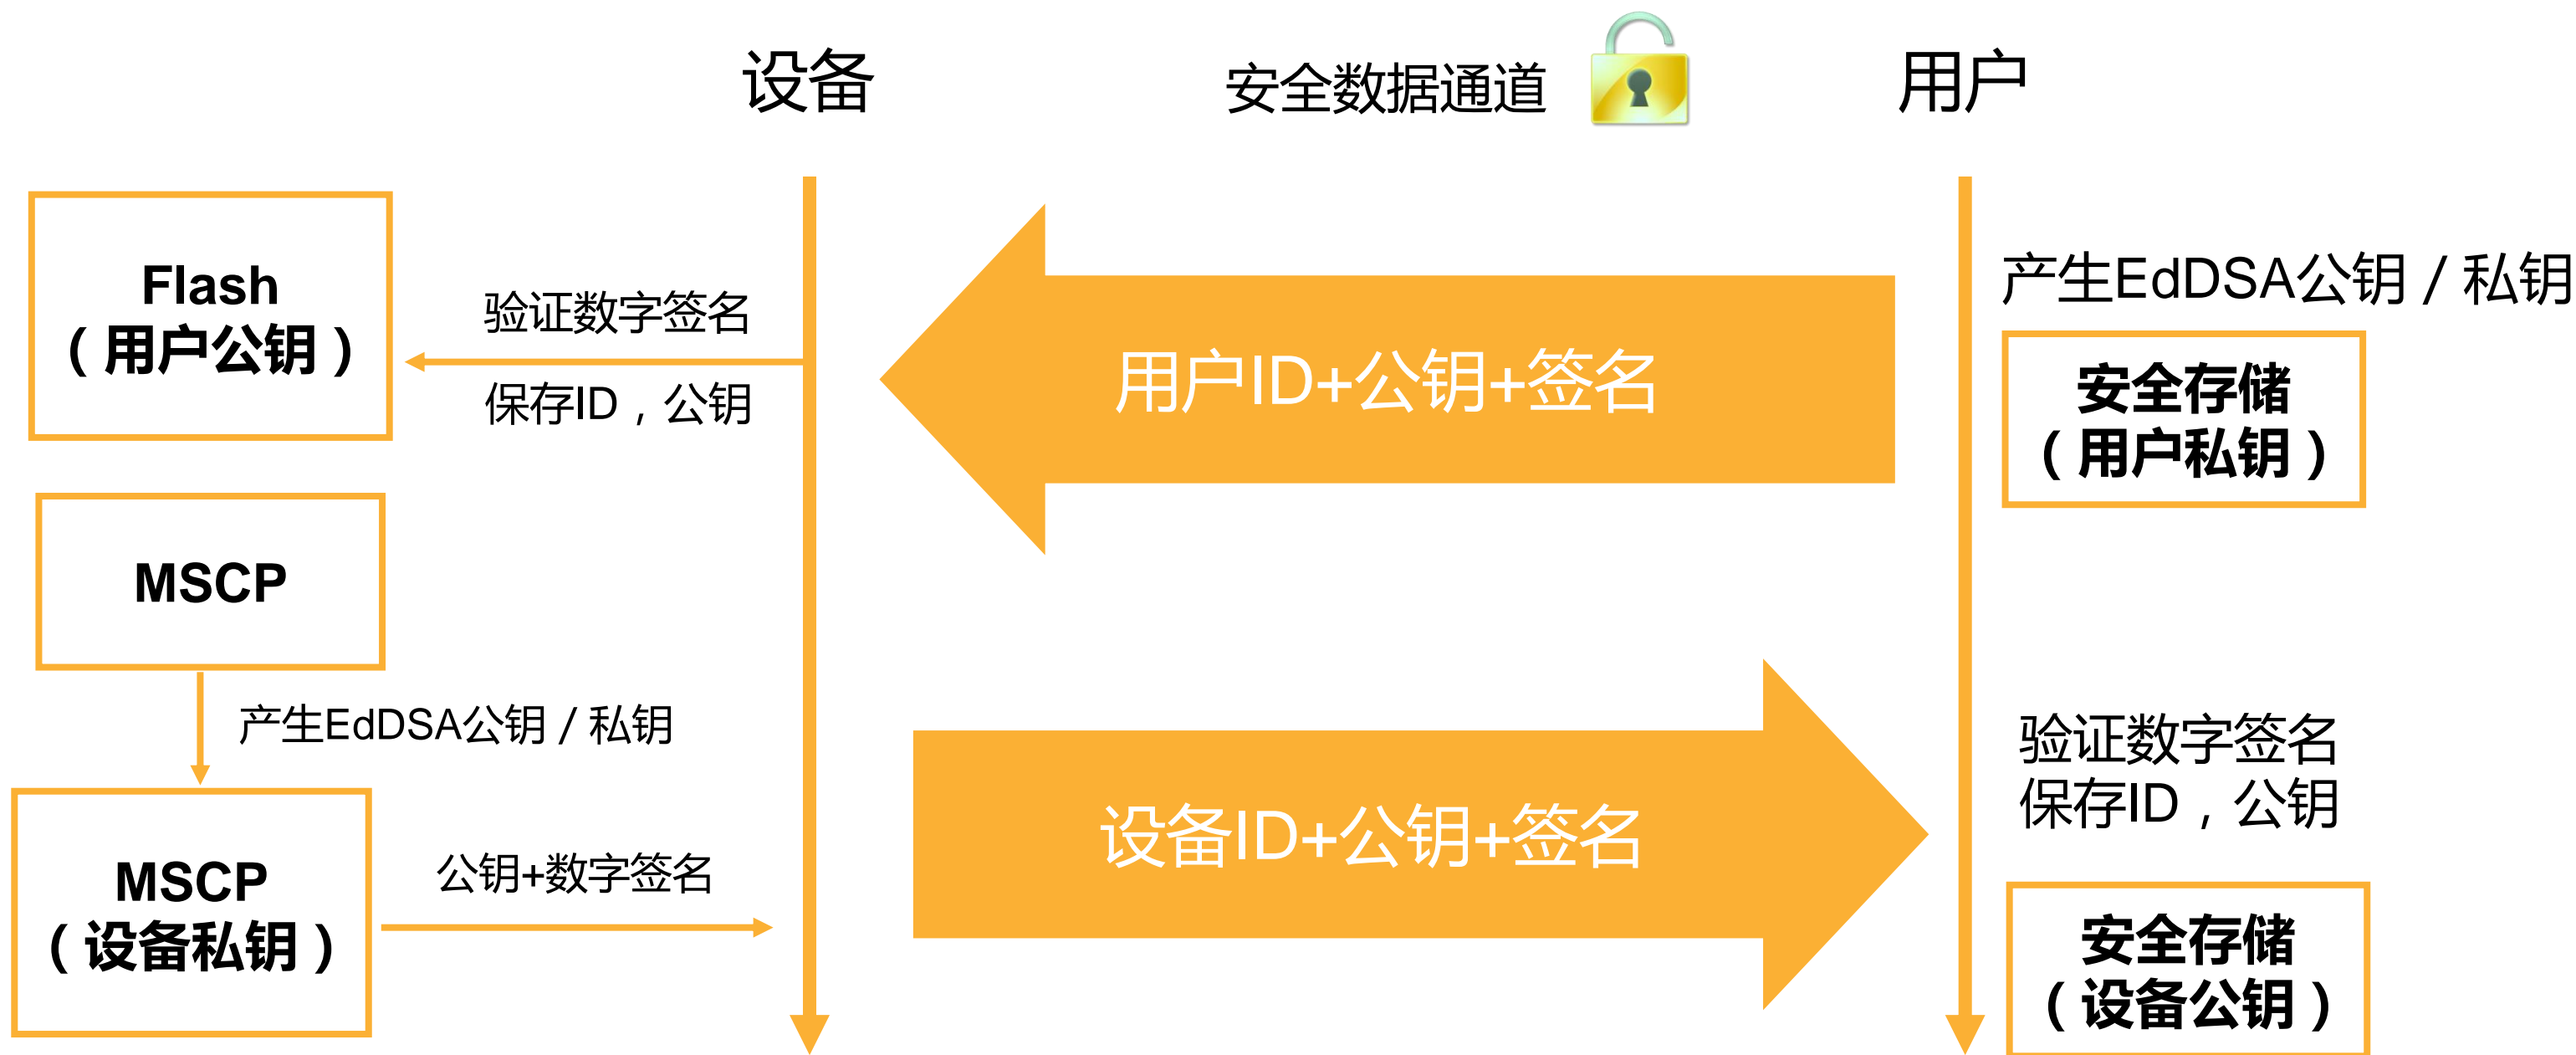 设备
安全数据通道
用户
Flash
（用户公钥）
验证数字签名
保存ID，公钥
用户ID+公钥+签名
产生EdDSA公钥／私钥
安全存储
（用户私钥）
MSCP
产生EdDSA公钥／私钥
MSCP
（设备私钥）
公钥+数字签名
设备ID+公钥+签名
验证数字签名
保存ID，公钥
安全存储
（设备公钥）